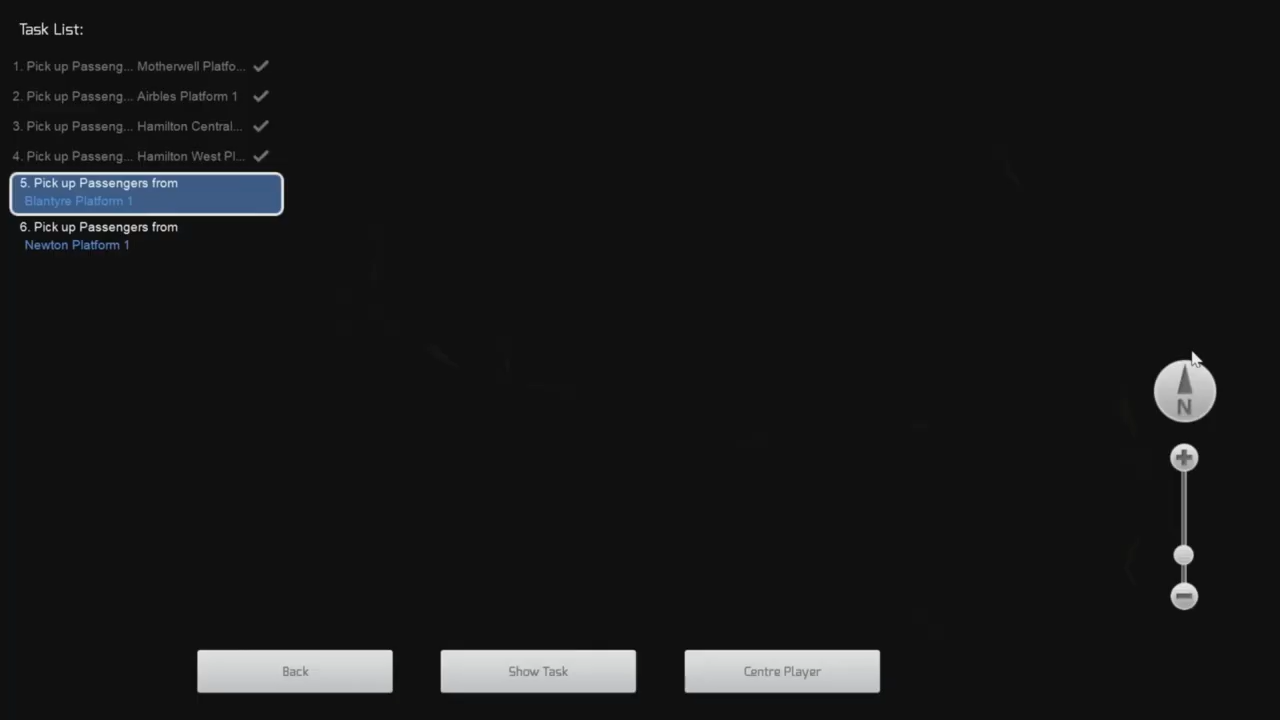 Task List:
1. Pick up Passeng... Motherwell Platfo...
2. Pick up Passeng... Airbles Platform 1
3. Pick up Passeng... Hamilton Central...
4. Pick up Passeng... Hamilton West Pl...
5. Pick up Passengers from
Blantyre Platform 1
6. Pick up Passengers from
Newton Platform 1
N
Back
Show Task
Centre Player